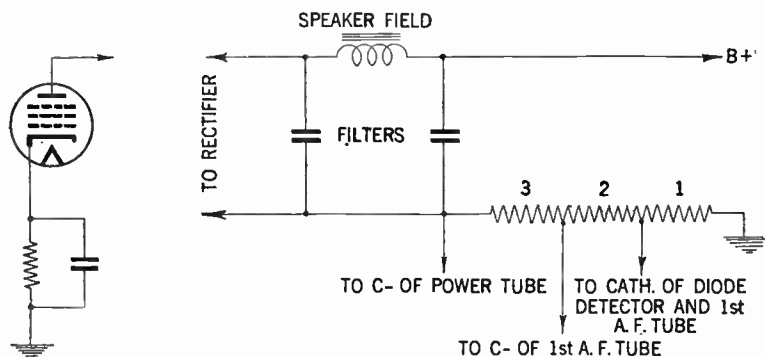 SPEAKER FIELD
B+
TO RECTIFIER
FILTERS
3 2 1
TO C- OF POWER TUBE
TO CATH. OF DIODE
DETECTOR AND 1st
A.F. TUBE
TO C- OF 1st A.F. TUBE